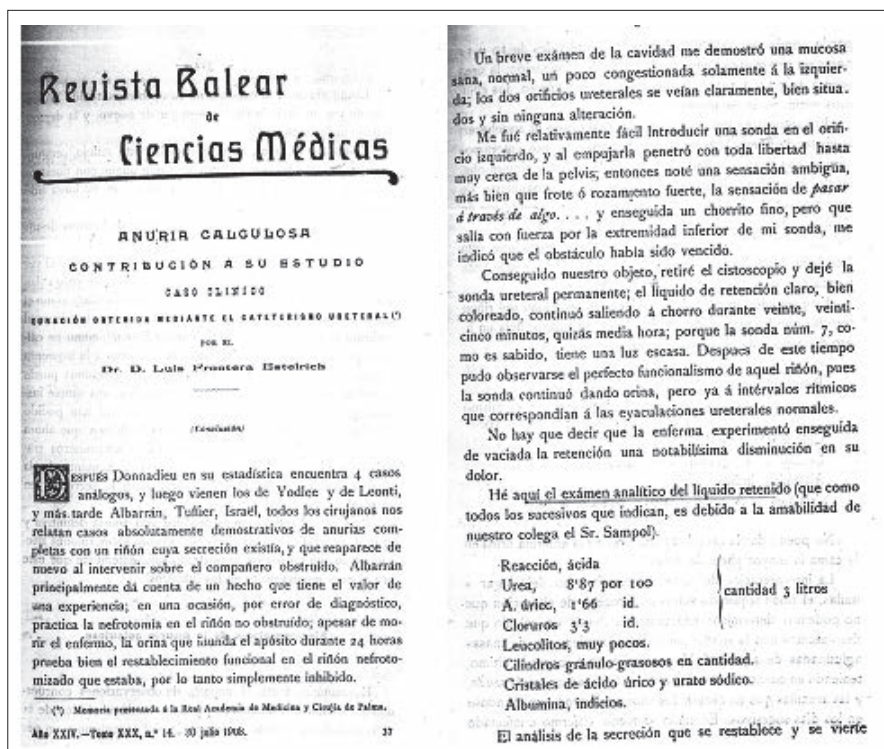 Revista Balear
de
Ciencias Médicas
ANURIA CALCULOSA
CONTRIBUCIÓN Á SU ESTUDIO
CASO CLINICO
CURACIÓN OBTENIDA MEDIANTE EL CATETERISMO URETERAL (*)
POR EL
Dr. D. Luis Frontera Estelrich
(Conclusión)
DESPUÉS Donnadieu en su estadística encuentra 4 casos
análogos, y luego vienen los de Yodlee y de Leonti,
y más tarde Albarrán, Tuffier, Israël, todos los cirujanos nos
relatan casos absolutamente demostrativos de anurias com-
pletas con un riñón cuya secreción existía, y que reaparece de
nuevo al intervenir sobre el compañero obstruido. Albarrán
principalmente dá cuenta de un hecho que tiene el valor de
una experiencia; en una ocasión, por error de diagnóstico,
practica la nefrotomia en el riñón no obstruido; apesar de mo-
rir el enfermo, la orina que inunda el apósito durante 24 horas
prueba bien el restablecimiento funcional en el riñón nefroto-
mizado que estaba, por lo tanto simplemente inhibido.
(*) Memoria presentada á la Real Academia de Medicina y Cirujía de Palma.
Año XXIV.—Tomo XXX, n.º 14. - 30 julio 1908. 37
Un breve exámen de la cavidad me demostró una mucosa
sana, normal, un poco congestionada solamente á la izquier-
da; los dos orificios ureterales se veían claramente, bien situa.
dos y sin ninguna alteración.
Me fué relativamente fácil Introducir una sonda en el orifi-
cio izquierdo, y al empujarla penetró con toda libertad hasta
muy cerca de la pelvis; entonces noté una sensación ambigua,
más bien que frote ó rozamiento fuerte, la sensación de pasar
á través de algo. . . . y enseguida un chorrito fino, pero que
salía con fuerza por la extremidad inferior de mi sonda, me
indicó que el obstáculo había sido vencido.
Conseguido nuestro objeto, retiré el cistoscopio y dejé la
sonda ureteral permanente; el líquido de retención claro, bien
coloreado, continuó saliendo á chorro durante veinte, veinti-
cinco minutos, quizás media hora; porque la sonda núm. 7, co-
mo es sabido, tiene una luz escasa. Despues de este tiempo
pudo observarse el perfecto funcionalismo de aquel riñón, pues
la sonda continuó dando orina, pero ya á intérvalos rítmicos
que correspondían á las eyaculaciones ureterales normales.
No hay que decir que la enferma experimentó enseguida
de vaciada la retención una notabilísima disminución en su
dolor.
Hé aquí el exámen analítico del líquido retenido (que como
todos los sucesivos que indican, es debido a la amabilidad de
nuestro colega el Sr. Sampol).
Reacción, ácida
Urea, 8'87 por 100
A. úrico, 1'66 id. cantidad 3 litros
Cloruros 3'3 id.
Leucolitos, muy pocos.
Cilindros gránulo-grasosos en cantidad.
Cristales de ácido úrico y urato sódico.
Albumina, indicios.
El análisis de la secreción que se restablece y se vierte